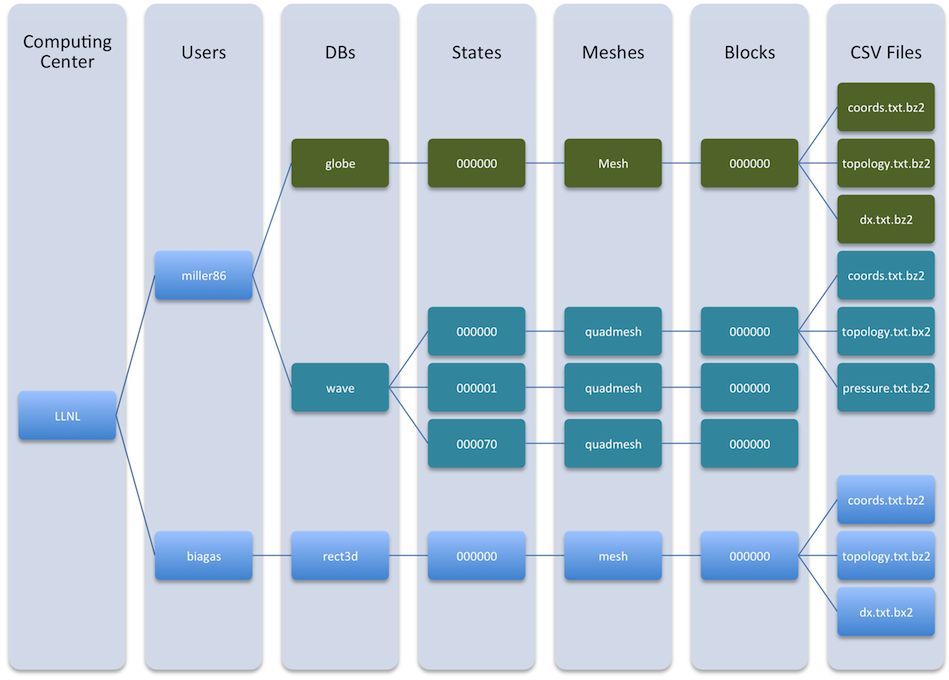 Computing
Center
Users
DBs
States
Meshes
Blocks
CSV Files
coords.txt.bz2
globe
000000
Mesh
000000
topology.txt.bz2
dx.txt.bz2
miller86
coords.txt.bz2
000000
quadmesh
000000
topology.txt.bx2
wave
000001
quadmesh
000000
pressure.txt.bz2
LLNL
000070
quadmesh
000000
coords.txt.bz2
biagas
rect3d
000000
mesh
000000
topology.txt.bz2
dx.txt.bx2